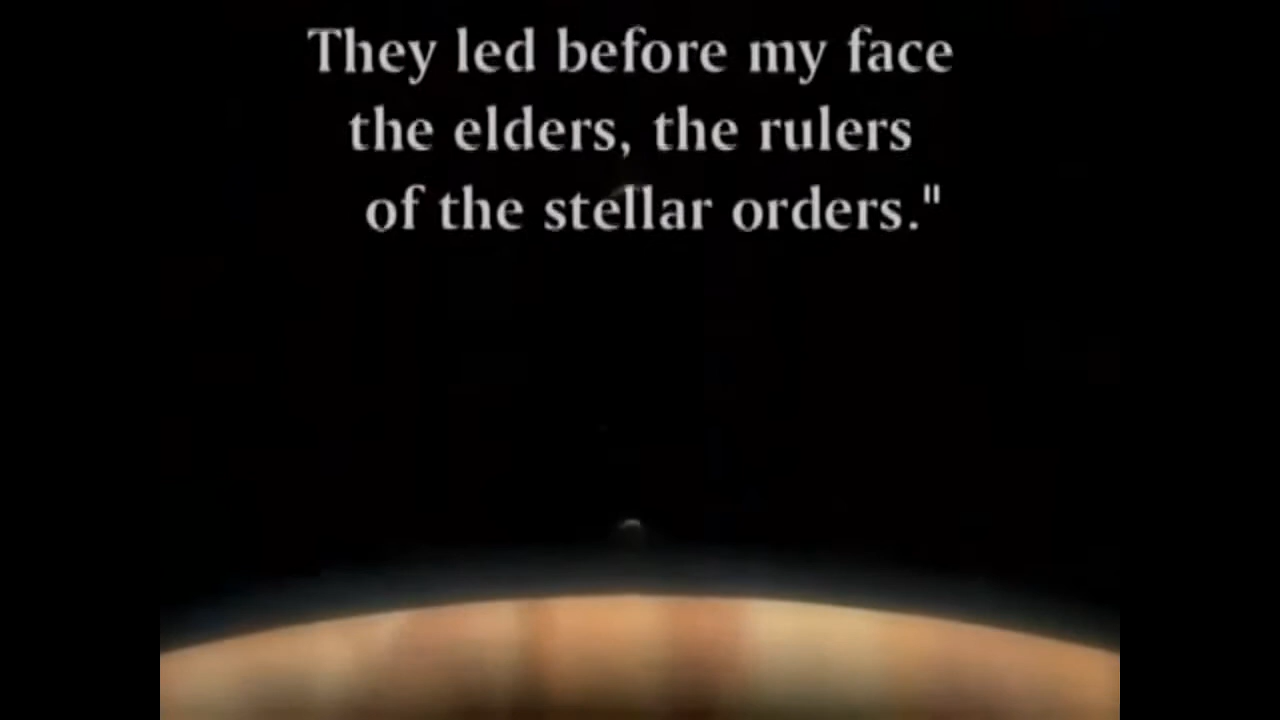 They led before my face
the elders, the rulers
of the stellar orders."